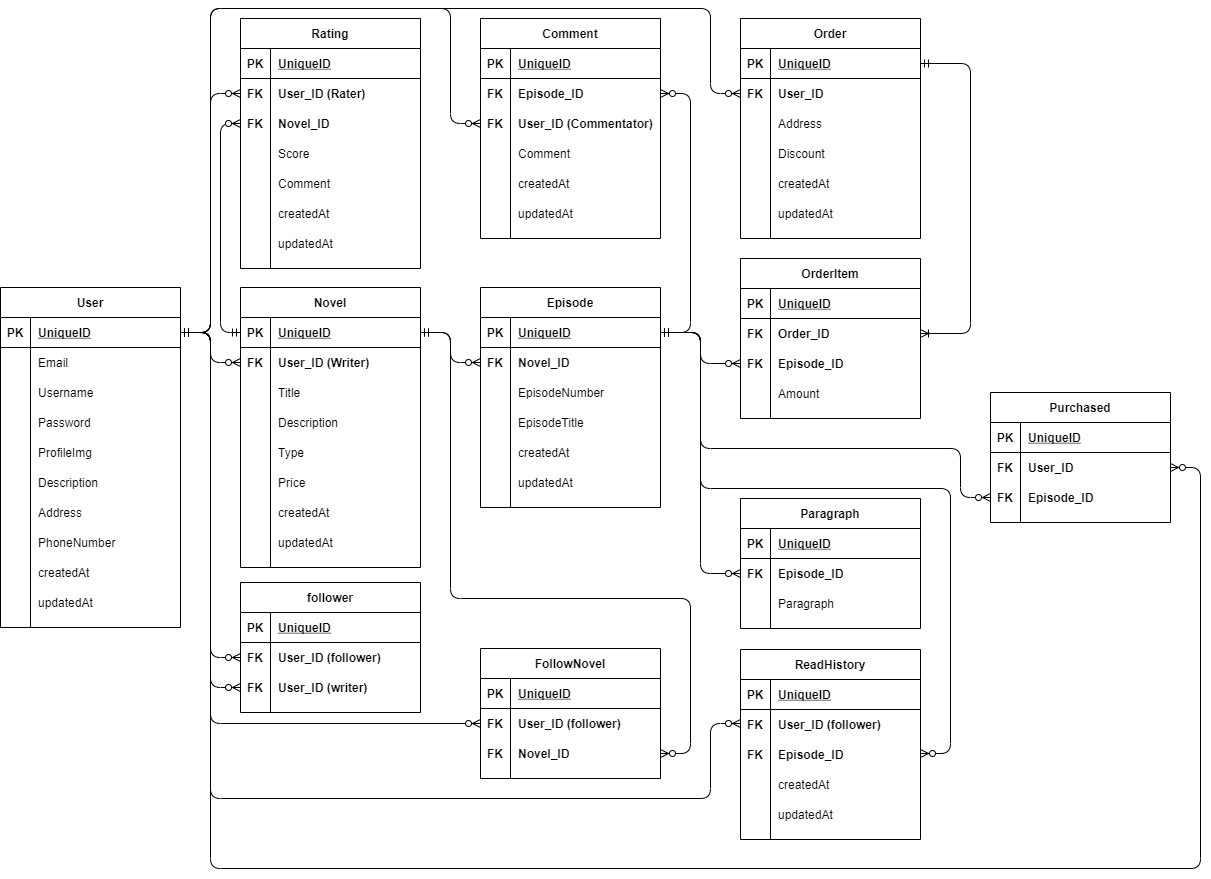 Rating
PK UniqueID
FK User_ID (Rater)
FK Novel_ID
Score
Comment
createdAt
updatedAt
Comment
PK UniqueID
FK Episode_ID
FK User_ID (Commentator)
Comment
createdAt
updatedAt
Order
PK UniqueID
FK User_ID
Address
Discount
createdAt
updatedAt
User
PK UniqueID
Email
Username
Password
ProfileImg
Description
Address
PhoneNumber
createdAt
updatedAt
Novel
PK UniqueID
FK User_ID (Writer)
Title
Description
Type
Price
createdAt
updatedAt
Episode
PK UniqueID
FK Novel_ID
EpisodeNumber
EpisodeTitle
createdAt
updatedAt
OrderItem
PK UniqueID
FK Order_ID
FK Episode_ID
Amount
Purchased
PK UniqueID
FK User_ID
FK Episode_ID
Paragraph
PK UniqueID
FK Episode_ID
Paragraph
follower
PK UniqueID
FK User_ID (follower)
FK User_ID (writer)
FollowNovel
PK UniqueID
FK User_ID (follower)
FK Novel_ID
ReadHistory
PK UniqueID
FK User_ID (follower)
FK Episode_ID
createdAt
updatedAt